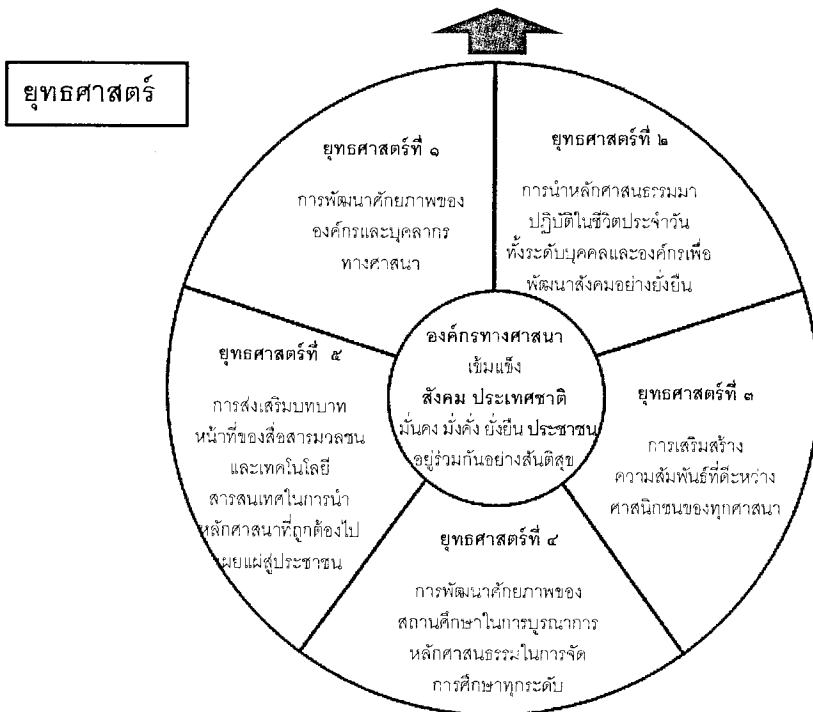 ยุทธศาสตร์
ยุทธศาสตร์ที่ ๑
การพัฒนาศักยภาพของ
องค์กรและบุคลากร
ทางศาสนา
ยุทธศาสตร์ที่ ๒
การนำหลักศาสนธรรมมา
ปฏิบัติในชีวิตประจำวัน
ทั้งระดับบุคคลและองค์กรเพื่อ
พัฒนาสังคมอย่างยั่งยืน
องค์กรทางศาสนา
เข้มแข็ง
สังคม ประเทศชาติ
มั่นคง มั่งคั่ง ยั่งยืน ประชาชน
อยู่ร่วมกันอย่างสันติสุข
ยุทธศาสตร์ที่ ๓
การเสริมสร้าง
ความสัมพันธ์ที่ดีะหว่าง
ศาสนิกชนของทุกศาสนา
ยุทธศาสตร์ที่ ๔
การพัฒนาศักยภาพของ
สถานศึกษาในการบูรณาการ
หลักศาสนธรรมในการจัด
การศึกษาทุกระดับ
ยุทธศาสตร์ที่ ๕
การส่งเสริมบทบาท
หน้าที่ของสื่อสารมวลชน
และเทคโนโลยี
สารสนเทศในการนำ
หลักศาสนาที่ถูกต้องไป
เผยแผ่สู่ประชาชน